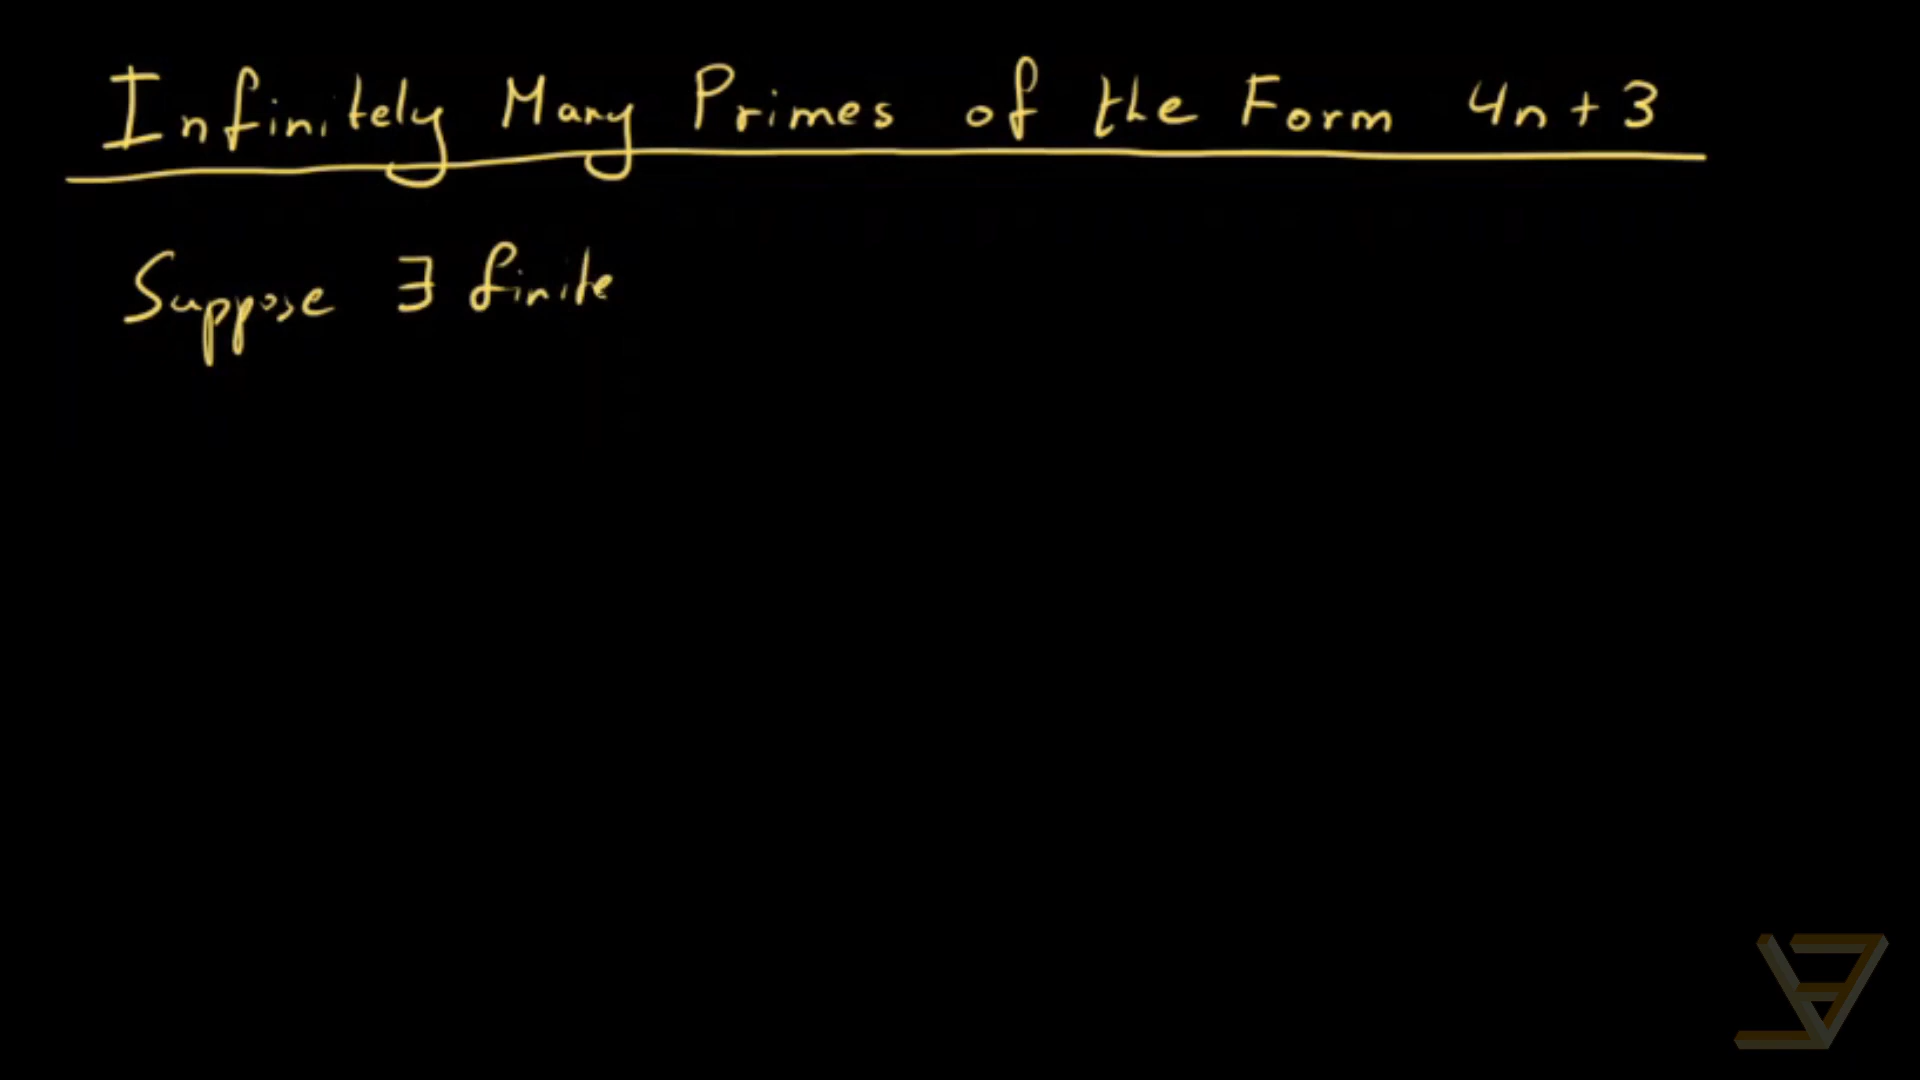 Infinitely Many Primes of the Form 4n + 3
Suppose ∃ finite